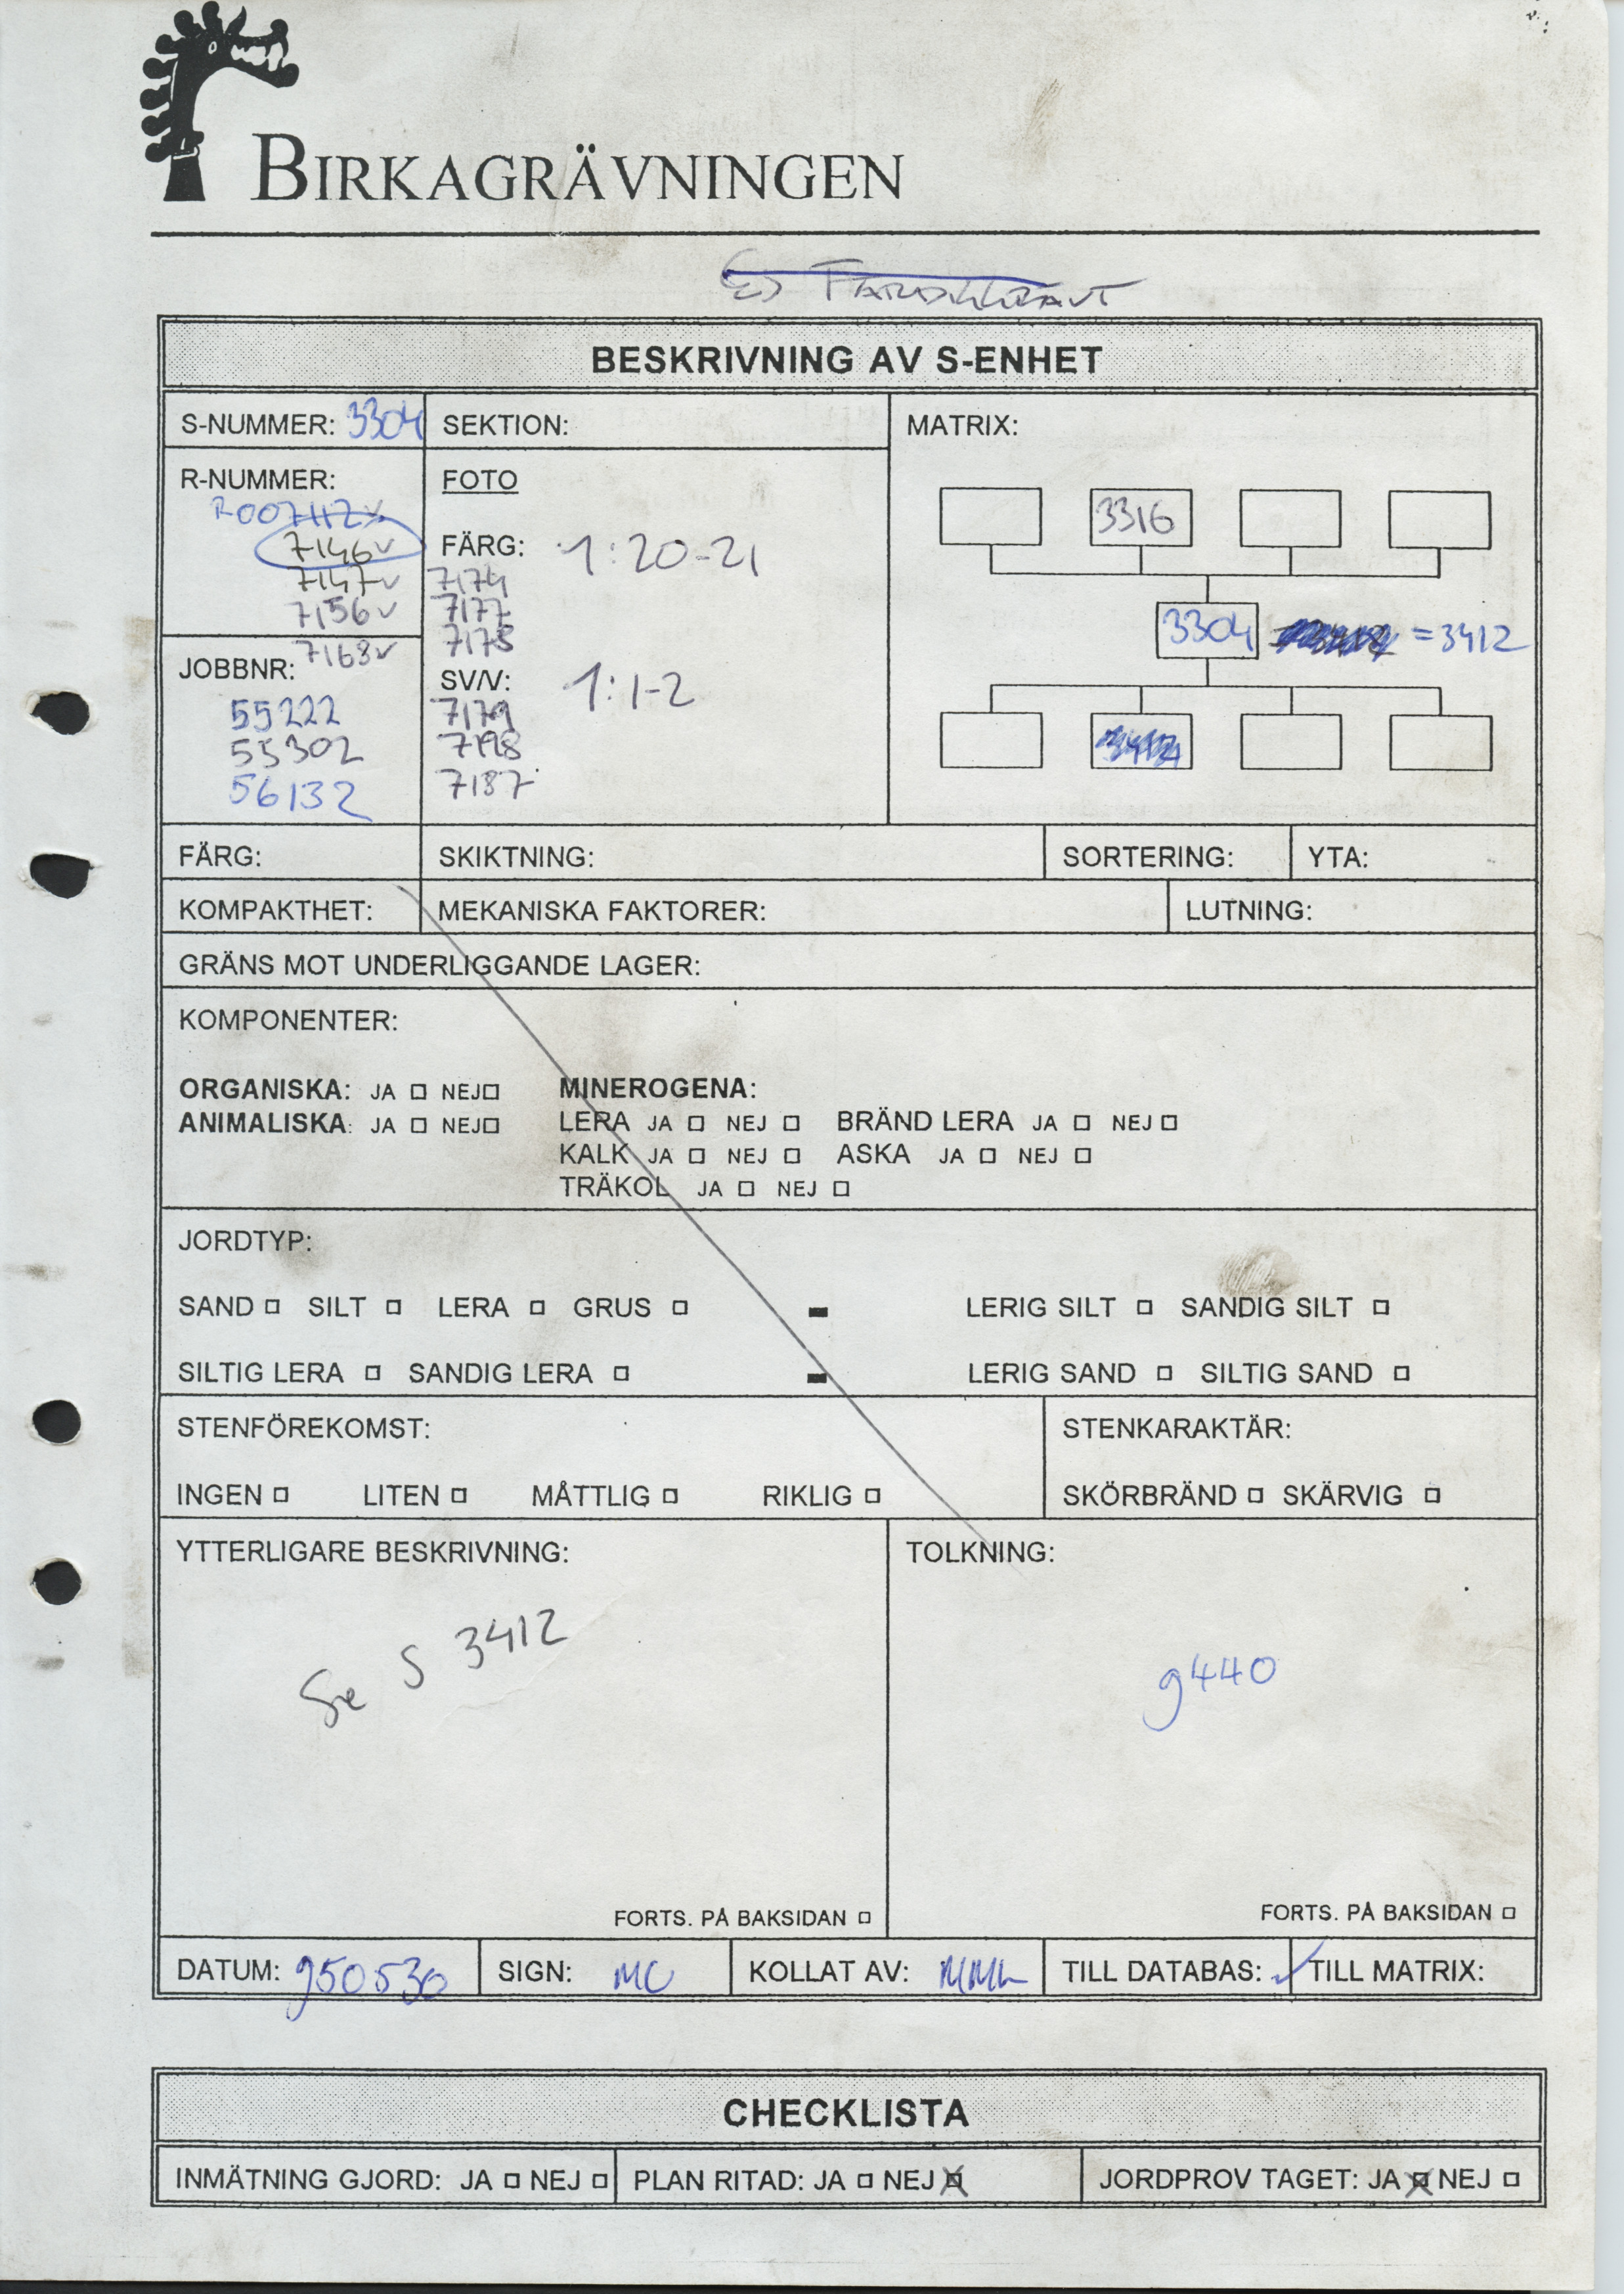 BIRKAGRÄVNINGEN
EJ FÄRDIGGRÄVT
BESKRIVNING AV S-ENHET
S-NUMMER: 3304
SEKTION:
MATRIX:
R-NUMMER:
R007112
7146 ✓
7147 ✓
7156 ✓
7168 ✓
FOTO
FÄRG: 1:20-21
7174
7177
7178
SV/V: 1:1-2
7179
7198
7187
3316
3304 = 3412
JOBBNR:
55222
55302
56132
FÄRG:
SKIKTNING:
SORTERING:
YTA:
KOMPAKTHET:
MEKANISKA FAKTORER:
LUTNING:
GRÄNS MOT UNDERLIGGANDE LAGER:
KOMPONENTER:
ORGANISKA: JA □ NEJ □ MINEROGENA:
ANIMALISKA: JA □ NEJ □ LERA JA □ NEJ □ BRÄND LERA JA □ NEJ □
KALK JA □ NEJ □ ASKA JA □ NEJ □
TRÄKOL JA □ NEJ □
JORDTYP:
SAND □ SILT □ LERA □ GRUS □ - LERIG SILT □ SANDIG SILT □
SILTIG LERA □ SANDIG LERA □ - LERIG SAND □ SILTIG SAND □
STENFÖREKOMST:
STENKARAKTÄR:
INGEN □ LITEN □ MÅTTLIG □ RIKLIG □
SKÖRBRÄND □ SKÄRVIG □
YTTERLIGARE BESKRIVNING:
Se S 3412
FORTS. PÅ BAKSIDAN □
TOLKNING:
g440
FORTS. PÅ BAKSIDAN □
DATUM: 950530
SIGN: MC
KOLLAT AV:
TILL DATABAS: ✓
TILL MATRIX:
CHECKLISTA
INMÄTNING GJORD: JA □ NEJ □
PLAN RITAD: JA □ NEJ ☒
JORDPROV TAGET: JA ☒ NEJ □